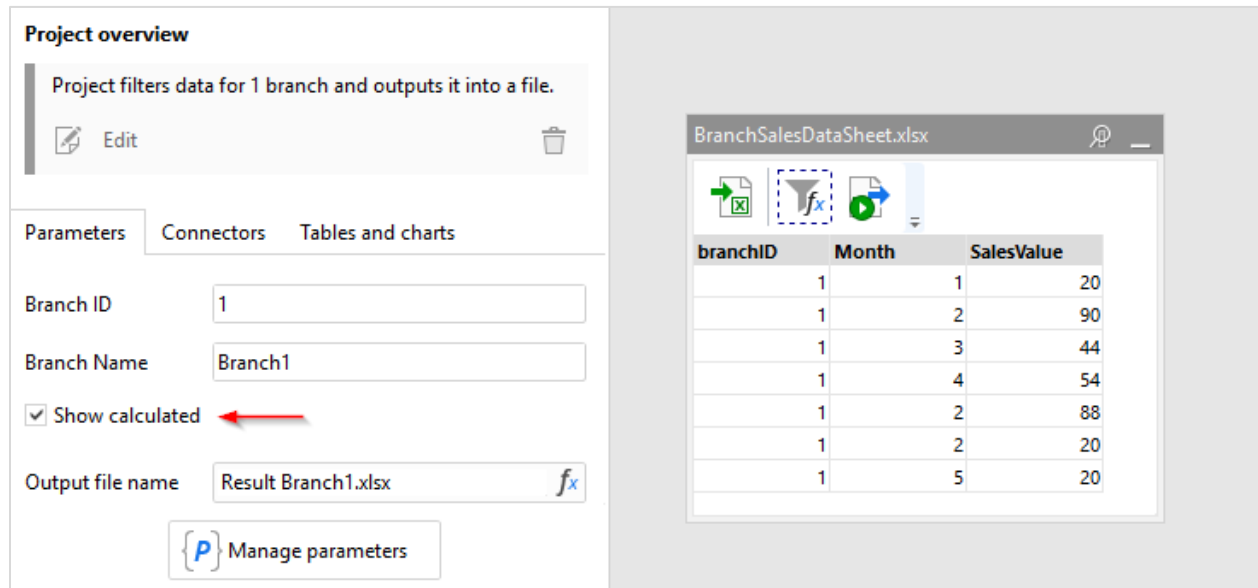 Project overview
Project filters data for 1 branch and outputs it into a file.
Edit
Parameters Connectors Tables and charts
Branch ID 1
Branch Name Branch1
Show calculated
Output file name Result Branch1.xlsx fx
{P} Manage parameters
BranchSalesDataSheet.xlsx
fx
branchID Month SalesValue
1 1 20
1 2 90
1 3 44
1 4 54
1 2 88
1 2 20
1 5 20